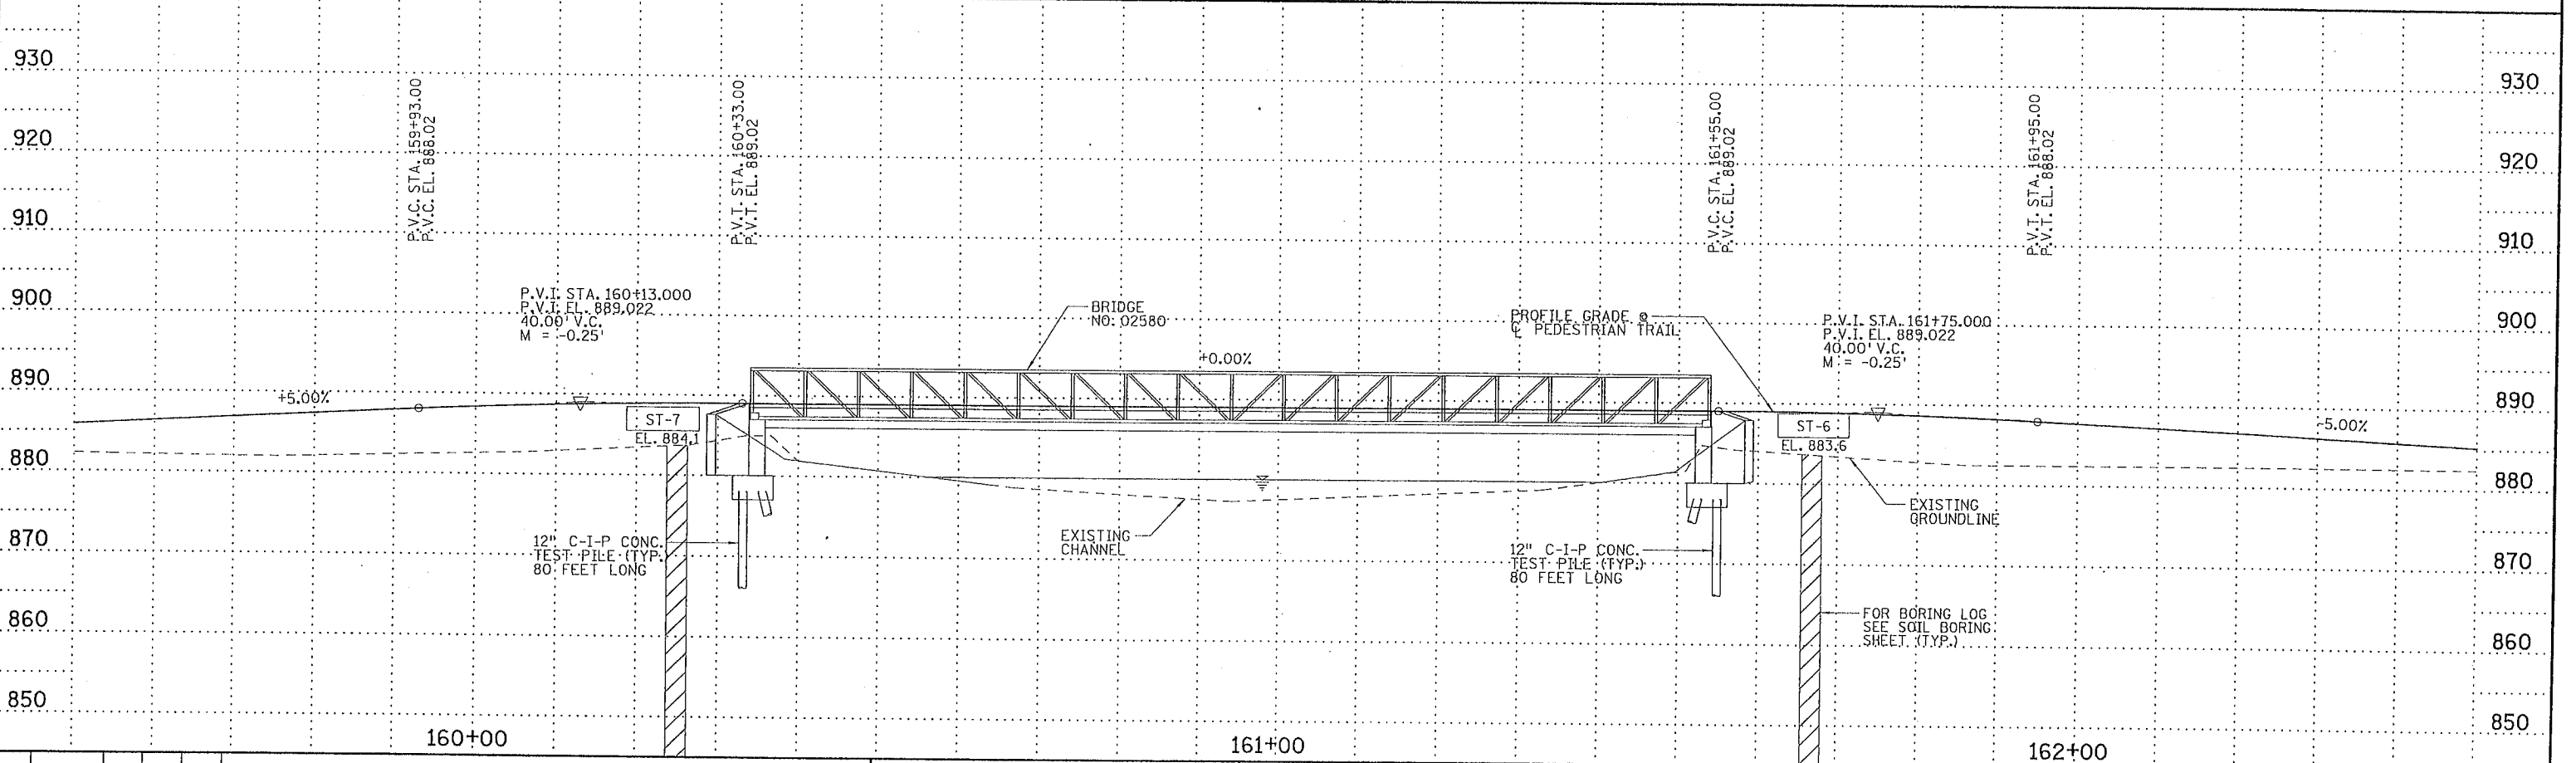 930
920
910
900
890
880
870
860
850
930
920
910
900
890
880
870
860
850
P.V.C. STA. 159+93.00
P.V.C. EL. 888.02
P.V.T. STA. 160+33.00
P.V.T. EL. 889.02
P.V.C. STA. 161+55.00
P.V.C. EL. 889.02
P.V.T. STA. 161+95.00
P.V.T. EL. 888.02
P.V.I. STA. 160+13.000
P.V.I. EL. 889.022
40.00' V.C.
M = -0.25'
BRIDGE
NO. 02580
PROFILE GRADE @
℄ PEDESTRIAN TRAIL
P.V.I. STA. 161+75.000
P.V.I. EL. 889.022
40.00' V.C.
M = -0.25'
+5.00%
+0.00%
-5.00%
ST-7
EL. 884.1
ST-6
EL. 883.6
12" C-I-P CONC.
TEST PILE (TYP.
80 FEET LONG
EXISTING
CHANNEL
12" C-I-P CONC.
TEST PILE (TYP.)
80 FEET LONG
EXISTING
GROUNDLINE
FOR BORING LOG
SEE SOIL BORING
SHEET (TYP.)
160+00
161+00
162+00